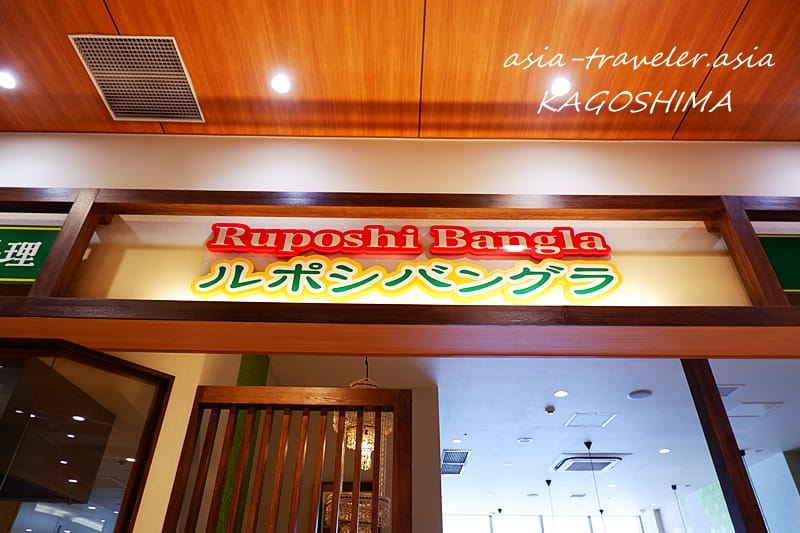 asia-traveler.asia
KAGOSHIMA
Ruposhi Bangla
ルポシバングラ
理